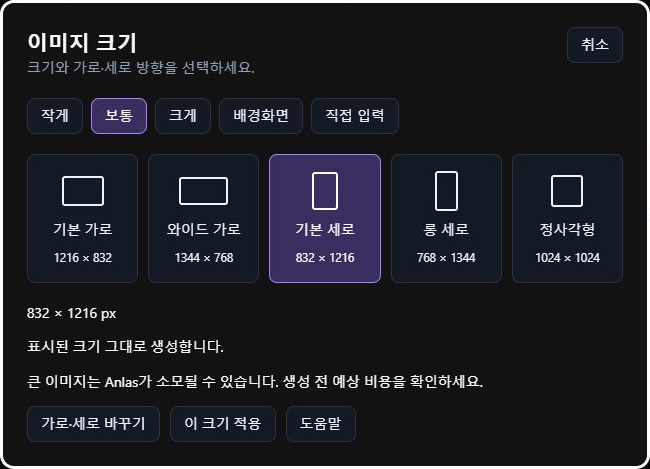 이미지 크기
취소
크기와 가로·세로 방향을 선택하세요.
작게 보통 크게 배경화면 직접 입력
기본 가로 와이드 가로 기본 세로 롱 세로 정사각형
1216 × 832 1344 × 768 832 × 1216 768 × 1344 1024 × 1024
832 × 1216 px
표시된 크기 그대로 생성합니다.
큰 이미지는 Anlas가 소모될 수 있습니다. 생성 전 예상 비용을 확인하세요.
가로·세로 바꾸기 이 크기 적용 도움말